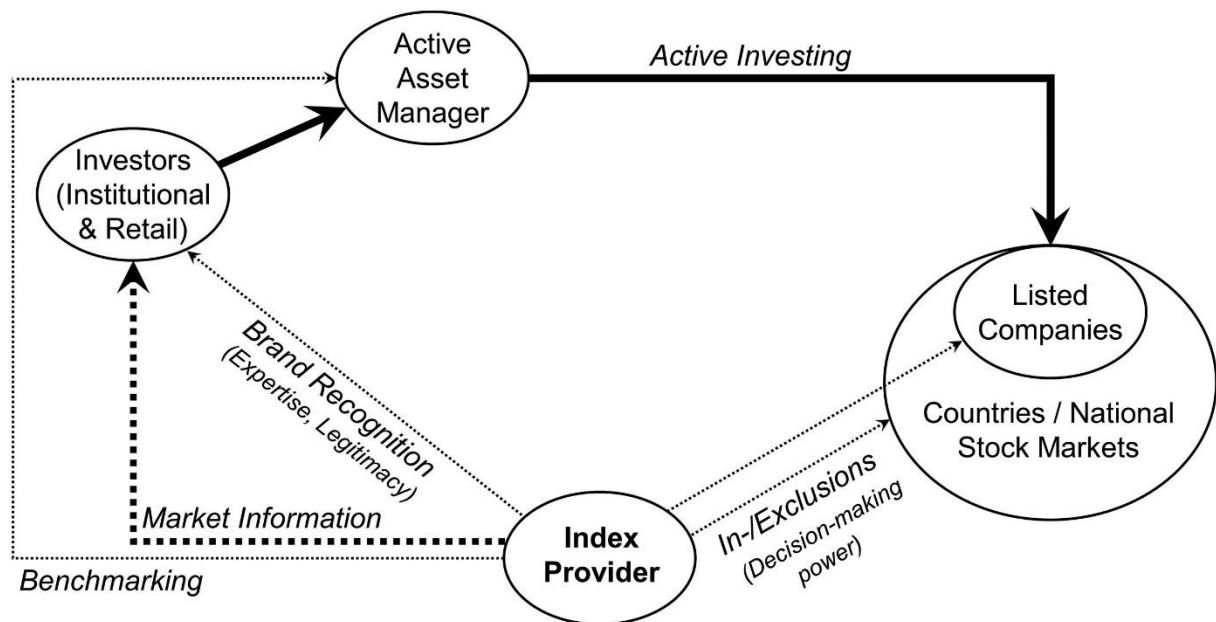 Active
Asset
Manager
Active Investing
Investors
(Institutional
& Retail)
Listed
Companies
Countries / National
Stock Markets
Brand Recognition
(Expertise, Legitimacy)
In-/Exclusions
(Decision-making
power)
Market Information
Index
Provider
Benchmarking